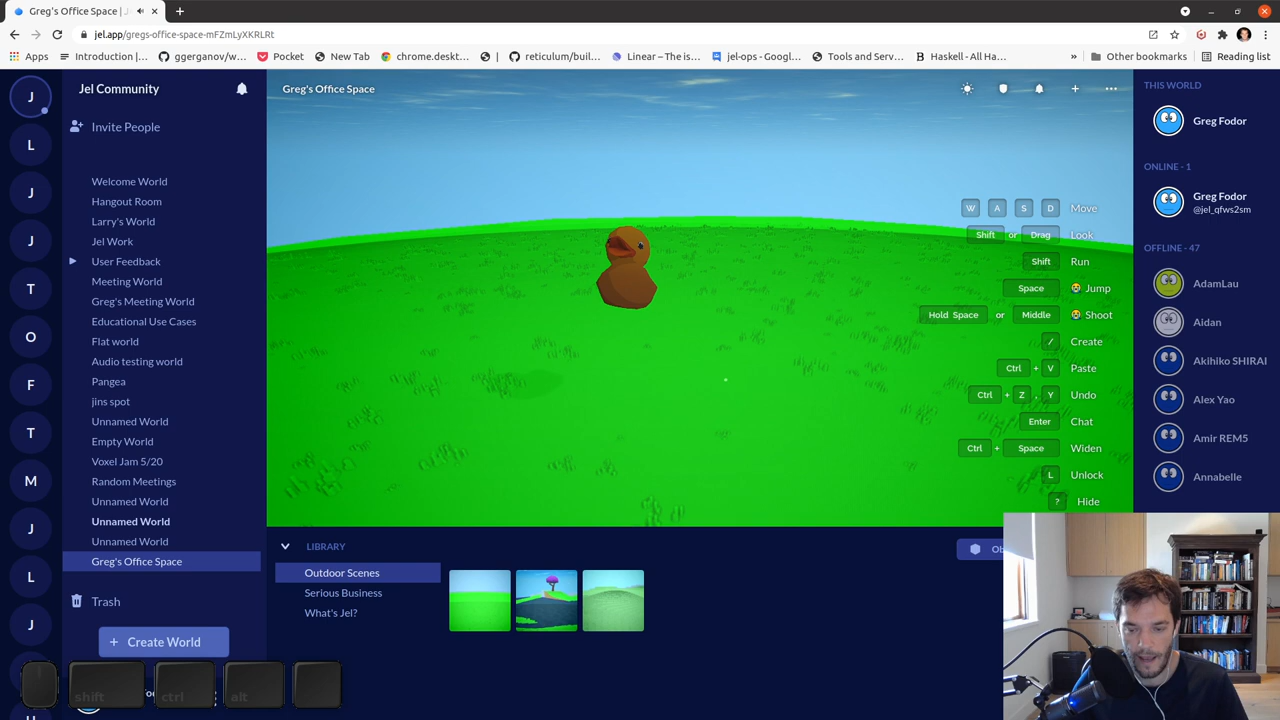 Greg's Office Space | J
jel.app/gregs-office-space-mFZmLyXKRLRt
Apps
Introduction |…
ggerganov/w…
Pocket
New Tab
chrome.deskt…
|
reticulum/buil…
Linear – The is…
jel-ops - Googl…
Tools and Serv…
B
Haskell - All Ha…
»
Other bookmarks
Reading list
J
L
J
J
T
O
F
T
M
J
L
J
Jel Community
Invite People
Welcome World
Hangout Room
Larry's World
Jel Work
User Feedback
Meeting World
Greg's Meeting World
Educational Use Cases
Flat world
Audio testing world
Pangea
jins spot
Unnamed World
Empty World
Voxel Jam 5/20
Random Meetings
Unnamed World
Unnamed World
Unnamed World
Greg's Office Space
Trash
+ Create World
shift
ctrl
alt
Greg's Office Space
W A S D Move
Shift or Drag Look
Shift Run
Space Jump
Hold Space or Middle Shoot
/ Create
Ctrl + V Paste
Ctrl + Z , Y Undo
Enter Chat
Ctrl + Space Widen
L Unlock
? Hide
LIBRARY
Outdoor Scenes
Serious Business
What's Jel?
THIS WORLD
Greg Fodor
ONLINE - 1
Greg Fodor
@jel_qfws2sm
OFFLINE - 47
AdamLau
Aidan
Akihiko SHIRAI
Alex Yao
Amir REM5
Annabelle